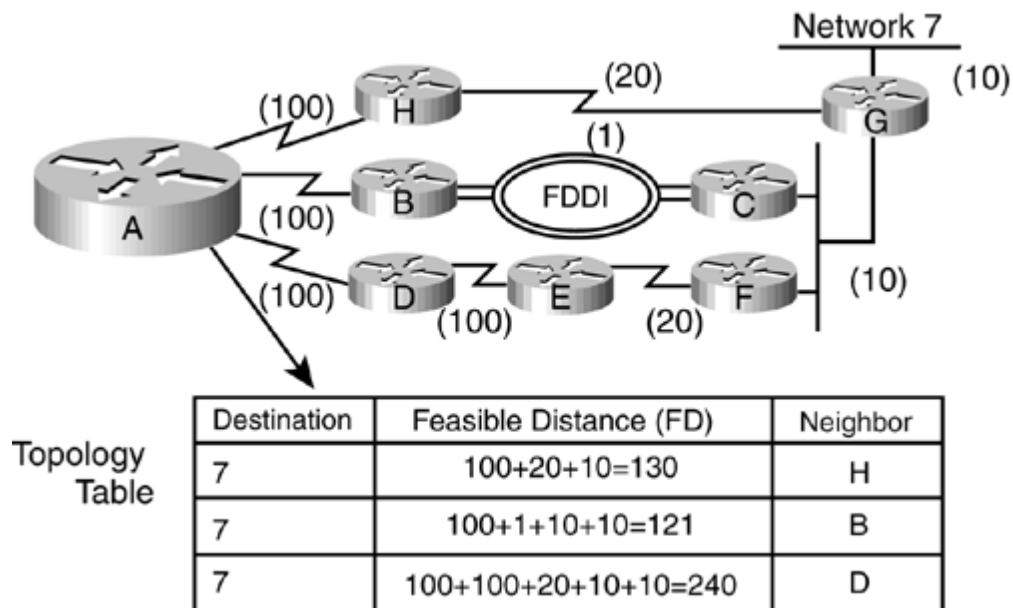 Network 7
(10)
(20)
(100)
H
G
(1)
B
FDDI
C
A
(100)
D
E
F
(10)
(100)
(100)
(20)
Topology
Table
Destination Feasible Distance (FD) Neighbor
7 100+20+10=130 H
7 100+1+10+10=121 B
7 100+100+20+10+10=240 D